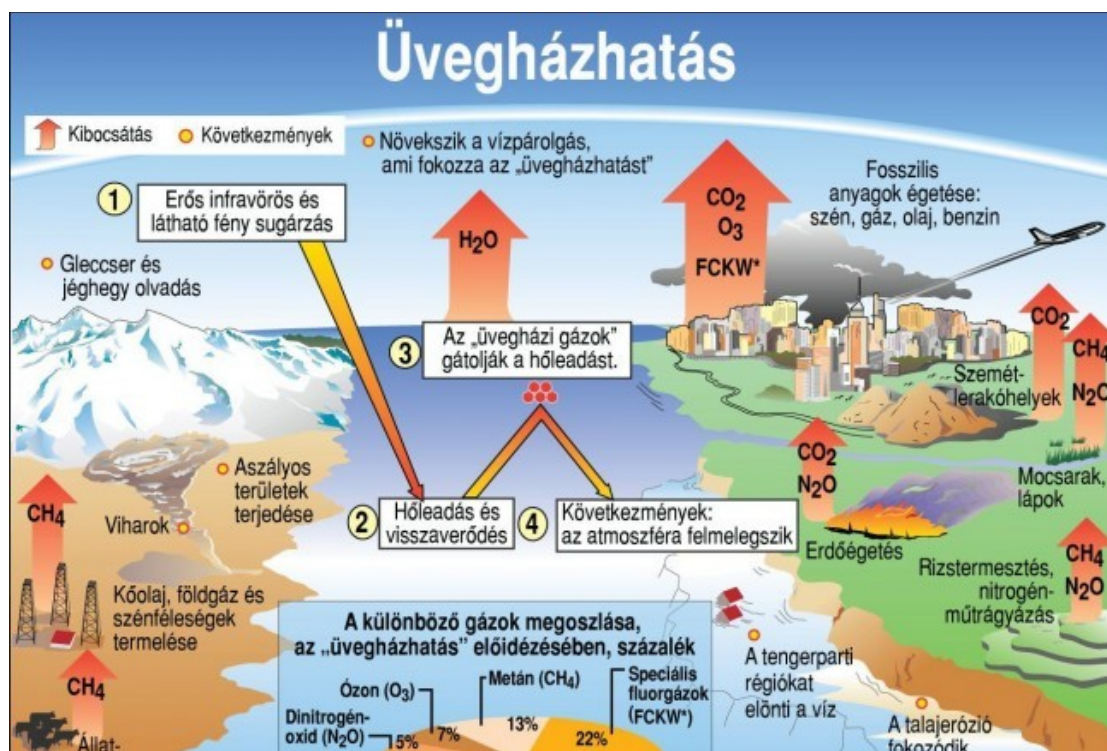 Üvegházhatás
Kibocsátás
Következmények
Növekszik a vízpárolgás,
ami fokozza az „üvegházhatást”
1
Erős infravörös és
látható fény sugárzás
Gleccser és
jéghegy olvadás
H2O
CO2
O3
FCKW*
Fosszilis
anyagok égetése:
szén, gáz, olaj, benzin
3
Az „üvegházi gázok”
gátolják a hőleadást.
CO2
CH4
N2O
Szemét-
lerakóhelyek
Mocsarak,
lápok
CO2
N2O
Erdőégetés
Aszályos
területek
terjedése
Viharok
CH4
Kőolaj, földgáz és
szénféleségek
termelése
2
Hőleadás és
visszaverődés
4
Következmények:
az atmoszféra felmelegszik
CH4
N2O
Rizstermesztés,
nitrogén-
műtrágyázás
A különböző gázok megoszlása,
az „üvegházhatás” előidézésében, százalék
Dinitrogén-
oxid (N2O)
5%
Ózon (O3)
7%
Metán (CH4)
13%
Speciális
fluorgázok
(FCKW*)
22%
A tengerparti
régiókat
elönti a víz
A talajerózió
fokozódik
CH4
Állat-